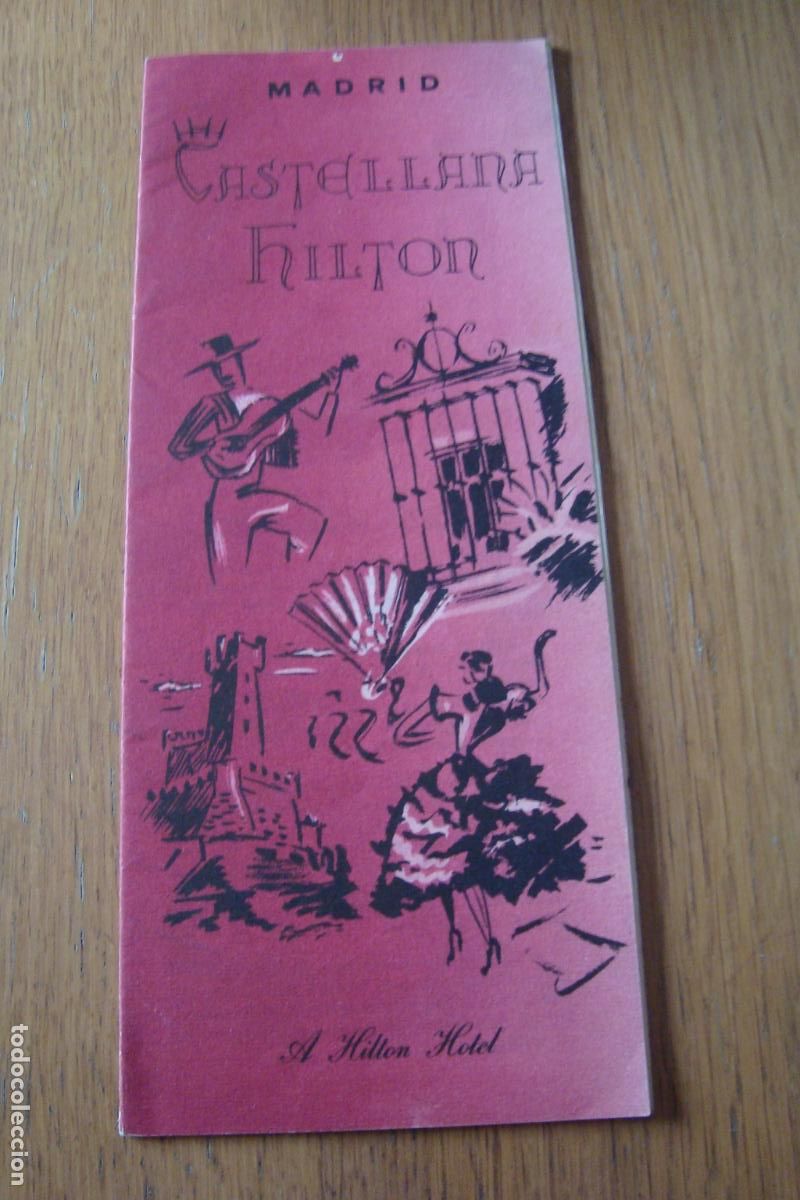 MADRID
CASTELLANA
HILTON
A Hilton Hotel
todocoleccion